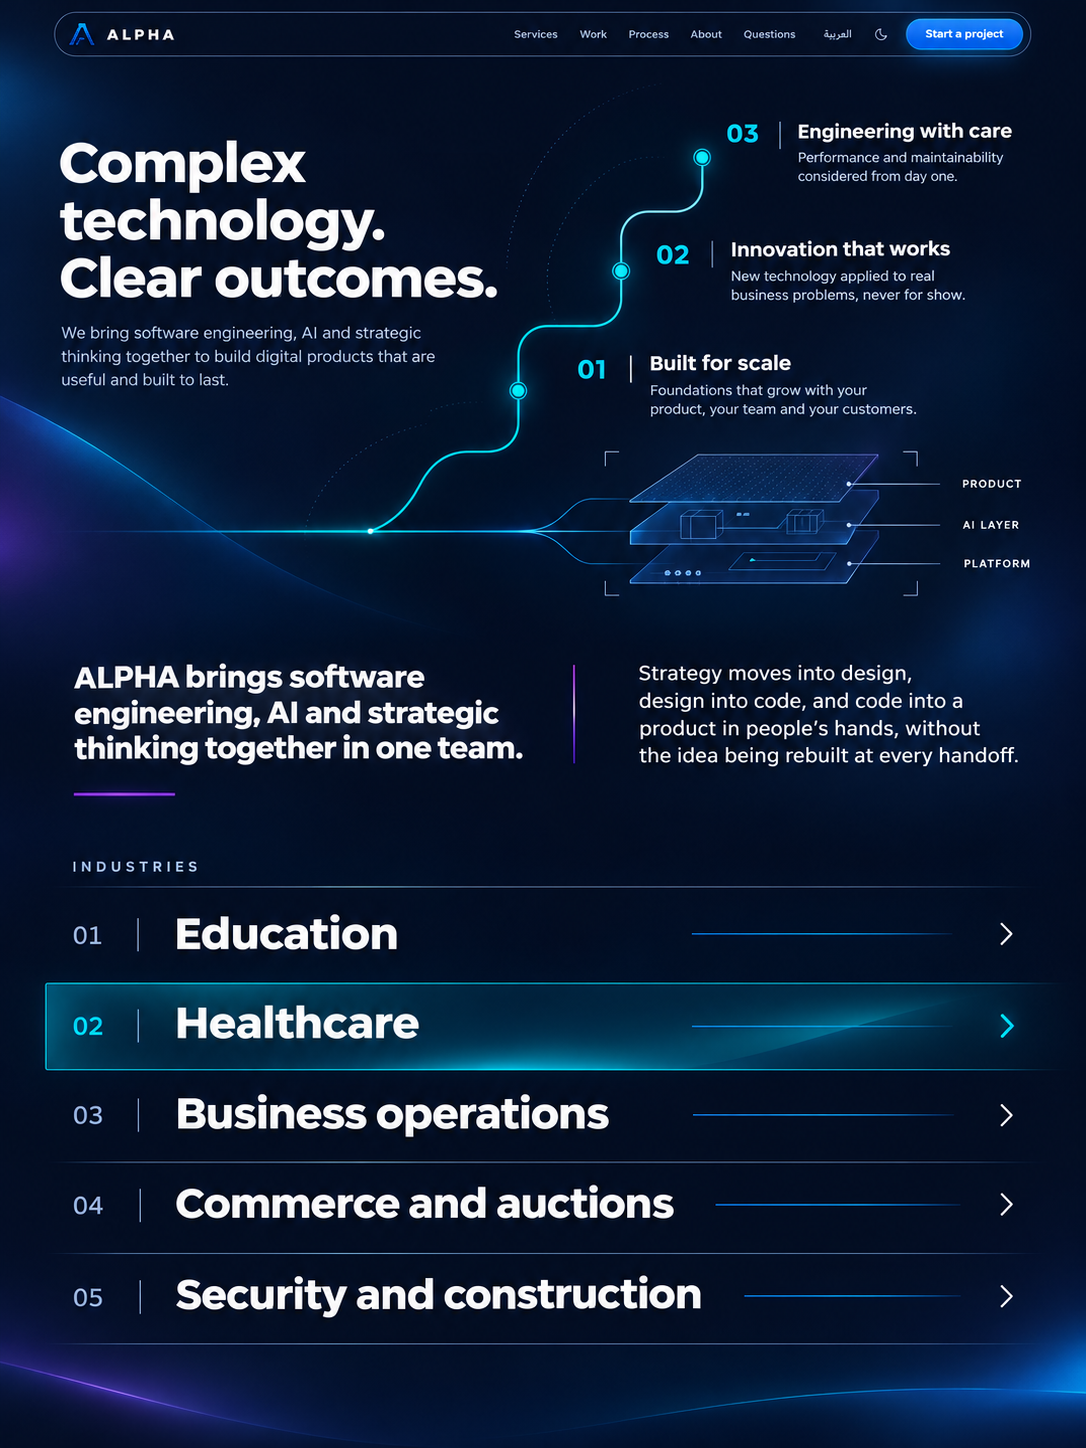 ALPHA
Services Work Process About Questions العربية Start a project
Complex
technology.
Clear outcomes.
We bring software engineering, AI and strategic
thinking together to build digital products that are
useful and built to last.
03 Engineering with care
Performance and maintainability
considered from day one.
02 Innovation that works
New technology applied to real
business problems, never for show.
01 Built for scale
Foundations that grow with your
product, your team and your customers.
PRODUCT
AI LAYER
PLATFORM
ALPHA brings software
engineering, AI and strategic
thinking together in one team.
Strategy moves into design,
design into code, and code into a
product in people’s hands, without
the idea being rebuilt at every handoff.
INDUSTRIES
01 Education
02 Healthcare
03 Business operations
04 Commerce and auctions
05 Security and construction